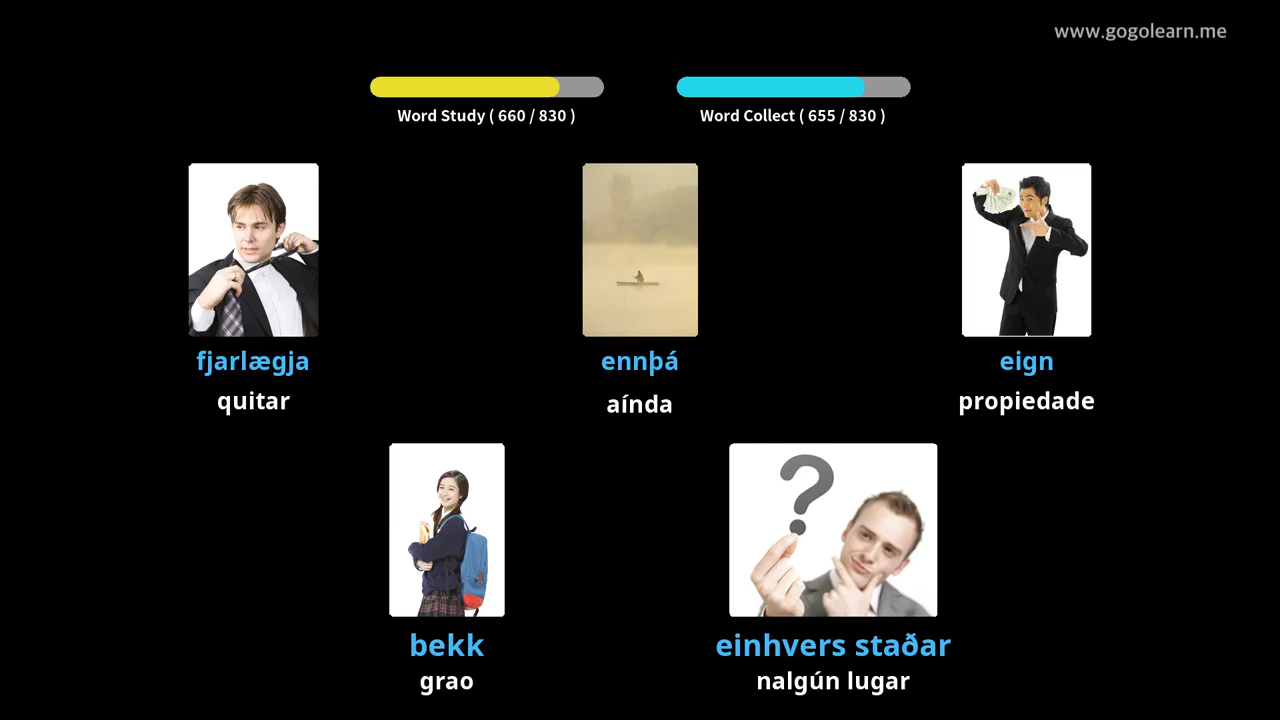 www.gogolearn.me
Word Study ( 660 / 830 )
Word Collect ( 655 / 830 )
fjarlægja
quitar
ennþá
aínda
eign
propiedade
bekk
grao
einhvers staðar
nalgún lugar